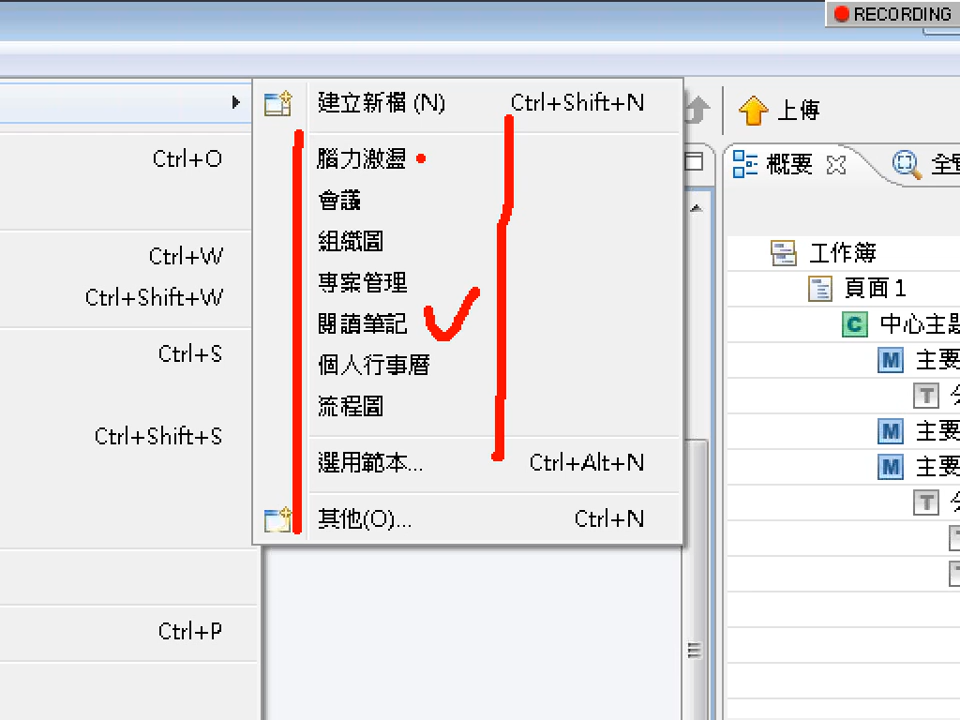 RECORDING
建立新檔 (N) Ctrl+Shift+N
上傳
Ctrl+O
腦力激盪
概要
會議
組織圖
工作簿
Ctrl+W
專案管理
頁面 1
Ctrl+Shift+W
閱讀筆記
C 中心主題
Ctrl+S
個人行事曆
M 主要
T
流程圖
Ctrl+Shift+S
M 主要
選用範本... Ctrl+Alt+N
M 主要
T
其他(O)... Ctrl+N
Ctrl+P